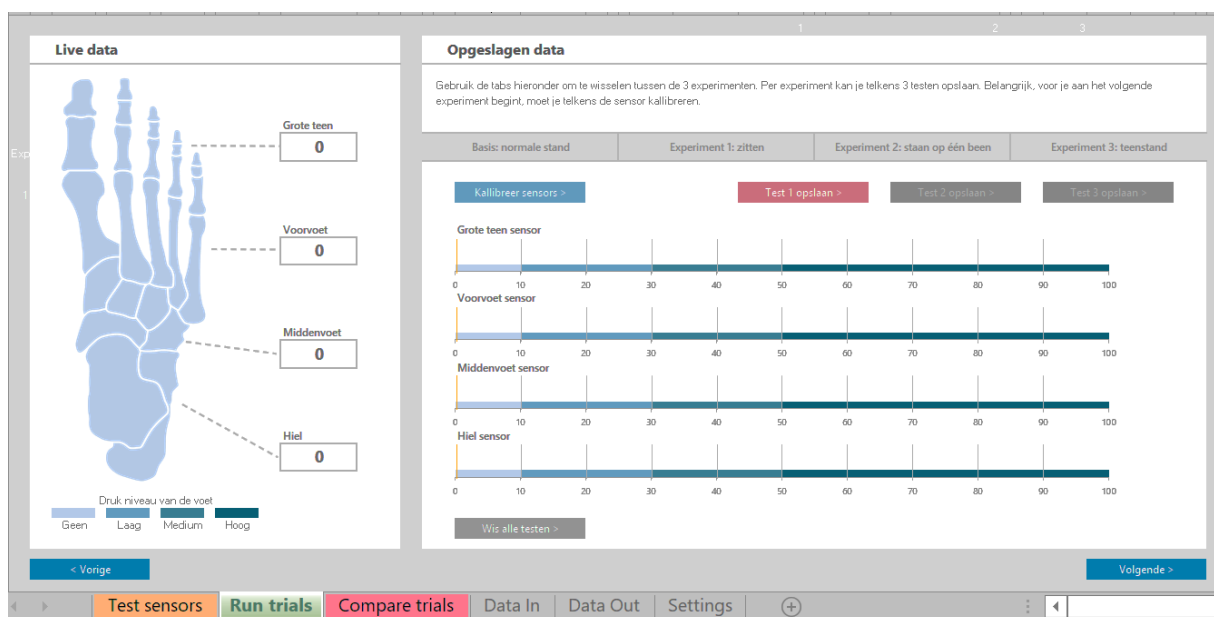 1 2 3
Live data
Opgeslagen data
Gebruik de tabs hieronder om te wisselen tussen de 3 experimenten. Per experiment kan je telkens 3 testen opslaan. Belangrijk, voor je aan het volgende
experiment begint, moet je telkens de sensor kallibreren.
Grote teen
0
Voorvoet
0
Middenvoet
0
Hiel
0
Druk niveau van de voet
Geen Laag Medium Hoog
Exp
1
Basis: normale stand Experiment 1: zitten Experiment 2: staan op één been Experiment 3: teenstand
Kallibreer sensors > Test 1 opslaan > Test 2 opslaan > Test 3 opslaan >
Grote teen sensor
0 10 20 30 40 50 60 70 80 90 100
Voorvoet sensor
0 10 20 30 40 50 60 70 80 90 100
Middenvoet sensor
0 10 20 30 40 50 60 70 80 90 100
Hiel sensor
0 10 20 30 40 50 60 70 80 90 100
Wis alle testen >
< Vorige Volgende >
Test sensors Run trials Compare trials Data In Data Out Settings